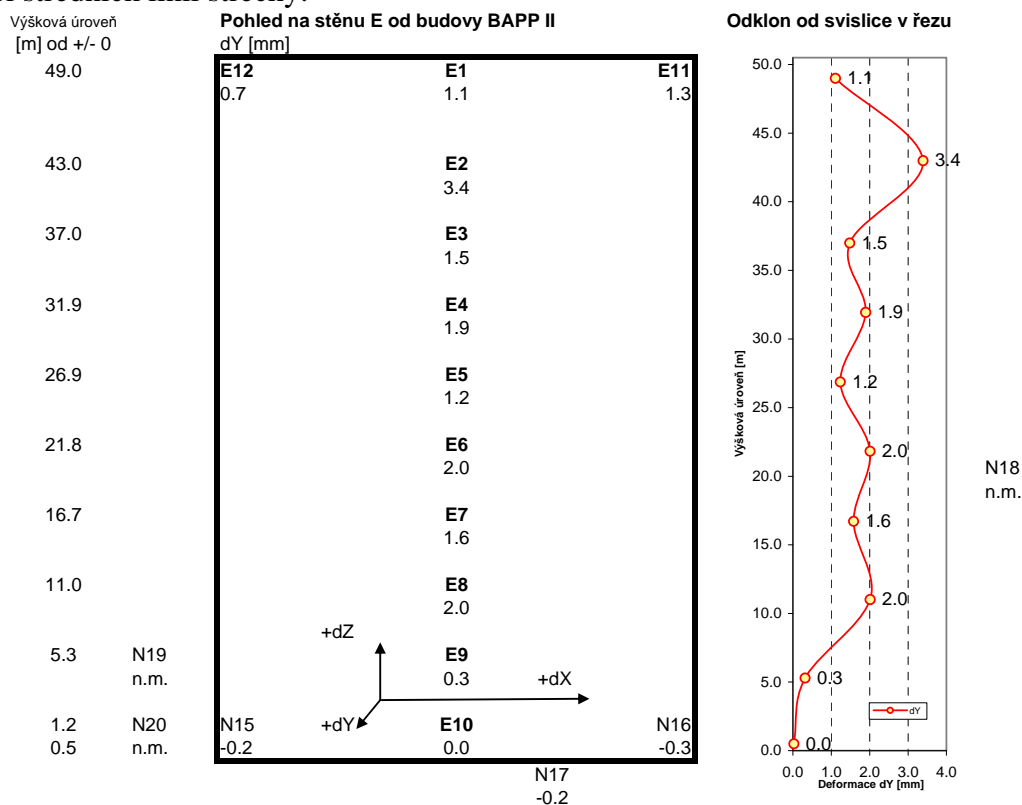 Výšková úroveň
[m] od +/- 0
Pohled na stěnu E od budovy BAPP II
dY [mm]
Odklon od svislice v řezu
49.0
E12 E1 E11
0.7 1.1 1.3
43.0
E2
3.4
37.0
E3
1.5
31.9
E4
1.9
26.9
E5
1.2
21.8
E6
2.0
16.7
E7
1.6
11.0
E8
2.0
+dZ
5.3 N19 E9
n.m. 0.3 +dX
1.2 N20 N15 +dY E10 N16
0.5 n.m. -0.2 0.0 -0.3
N17
-0.2
50.0
45.0
40.0
35.0
30.0
25.0
20.0
15.0
10.0
5.0
0.0
Výšková úroveň [m]
1.1
3.4
1.5
1.9
1.2
2.0
1.6
2.0
0.3
0.0
dY
0.0 1.0 2.0 3.0 4.0
Deformace dY [mm]
N18
n.m.